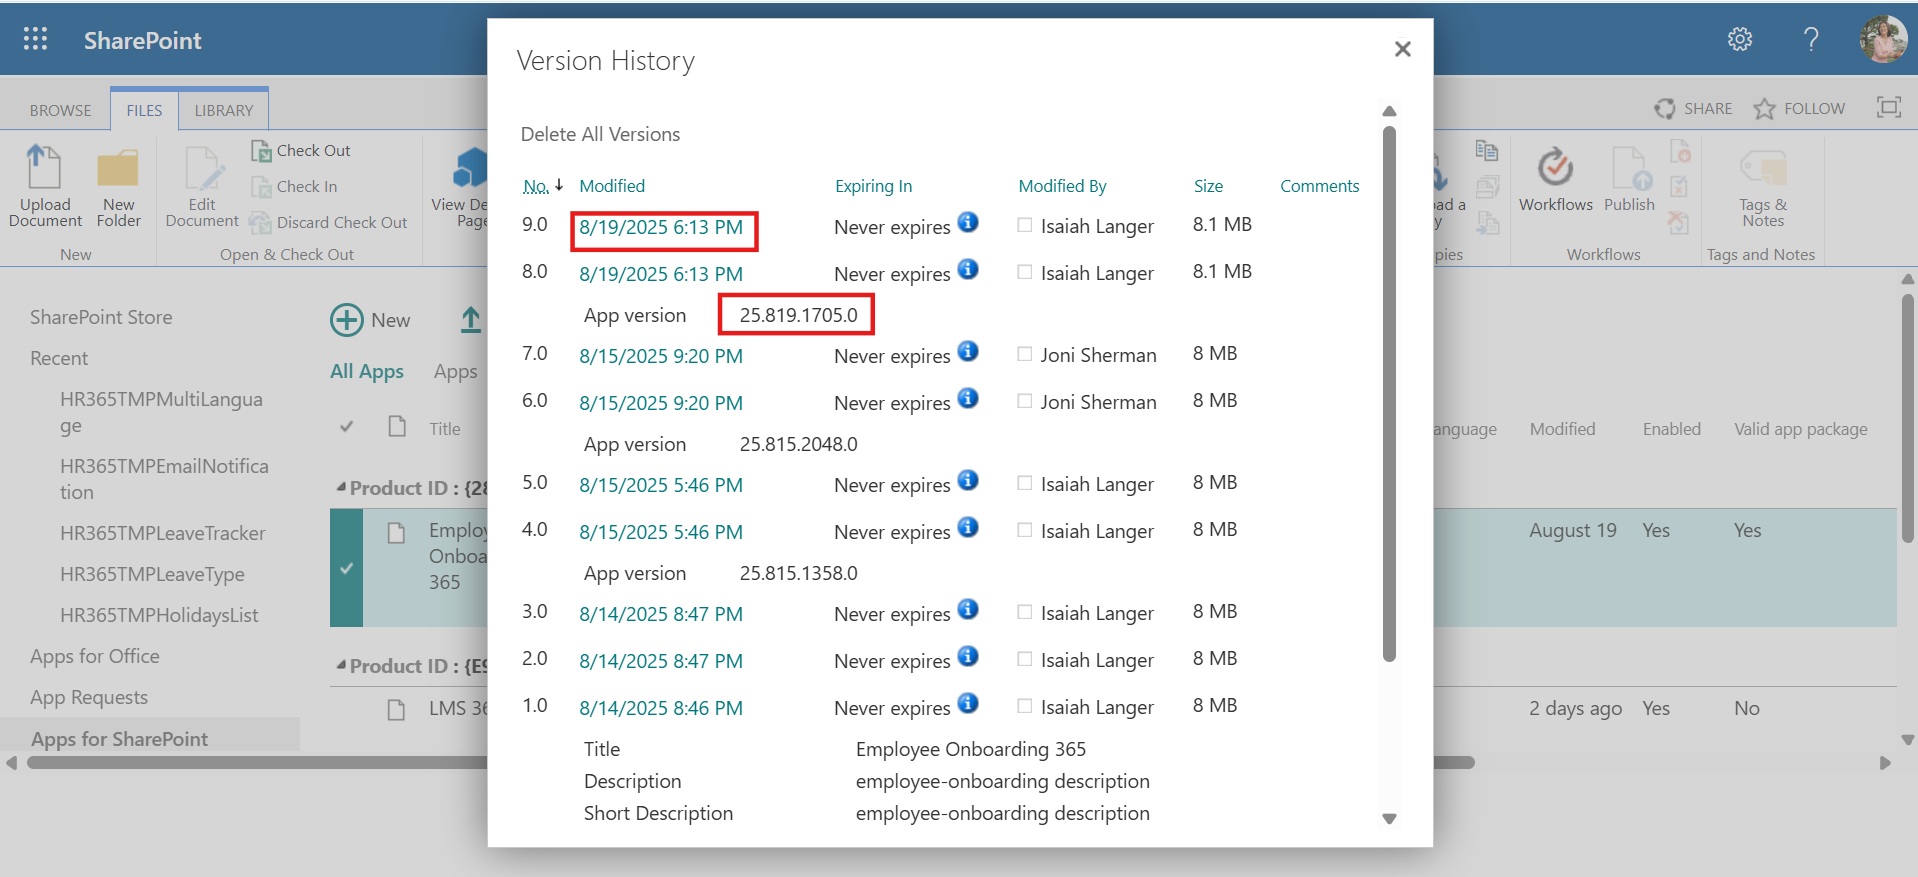 SharePoint
?
BROWSE FILES LIBRARY
SHARE FOLLOW
Upload Document
New Folder
New
Edit Document
Check Out
Check In
Discard Check Out
Open & Check Out
View De
Page
ad a
y
pies
Workflows
Publish
Workflows
Tags & Notes
Tags and Notes
SharePoint Store
Recent
HR365TMPMultiLangua
ge
HR365TMPEmailNotifica
tion
HR365TMPLeaveTracker
HR365TMPLeaveType
HR365TMPHolidaysList
Apps for Office
App Requests
Apps for SharePoint
New
All Apps Apps
Title
anguage Modified Enabled Valid app package
Product ID : {28
Employ
Onboa
365
August 19 Yes Yes
Product ID : {E9
LMS 36
2 days ago Yes No
Version History
Delete All Versions
No. Modified Expiring In Modified By Size Comments
9.0 8/19/2025 6:13 PM Never expires Isaiah Langer 8.1 MB
8.0 8/19/2025 6:13 PM Never expires Isaiah Langer 8.1 MB
App version 25.819.1705.0
7.0 8/15/2025 9:20 PM Never expires Joni Sherman 8 MB
6.0 8/15/2025 9:20 PM Never expires Joni Sherman 8 MB
App version 25.815.2048.0
5.0 8/15/2025 5:46 PM Never expires Isaiah Langer 8 MB
4.0 8/15/2025 5:46 PM Never expires Isaiah Langer 8 MB
App version 25.815.1358.0
3.0 8/14/2025 8:47 PM Never expires Isaiah Langer 8 MB
2.0 8/14/2025 8:47 PM Never expires Isaiah Langer 8 MB
1.0 8/14/2025 8:46 PM Never expires Isaiah Langer 8 MB
Title Employee Onboarding 365
Description employee-onboarding description
Short Description employee-onboarding description